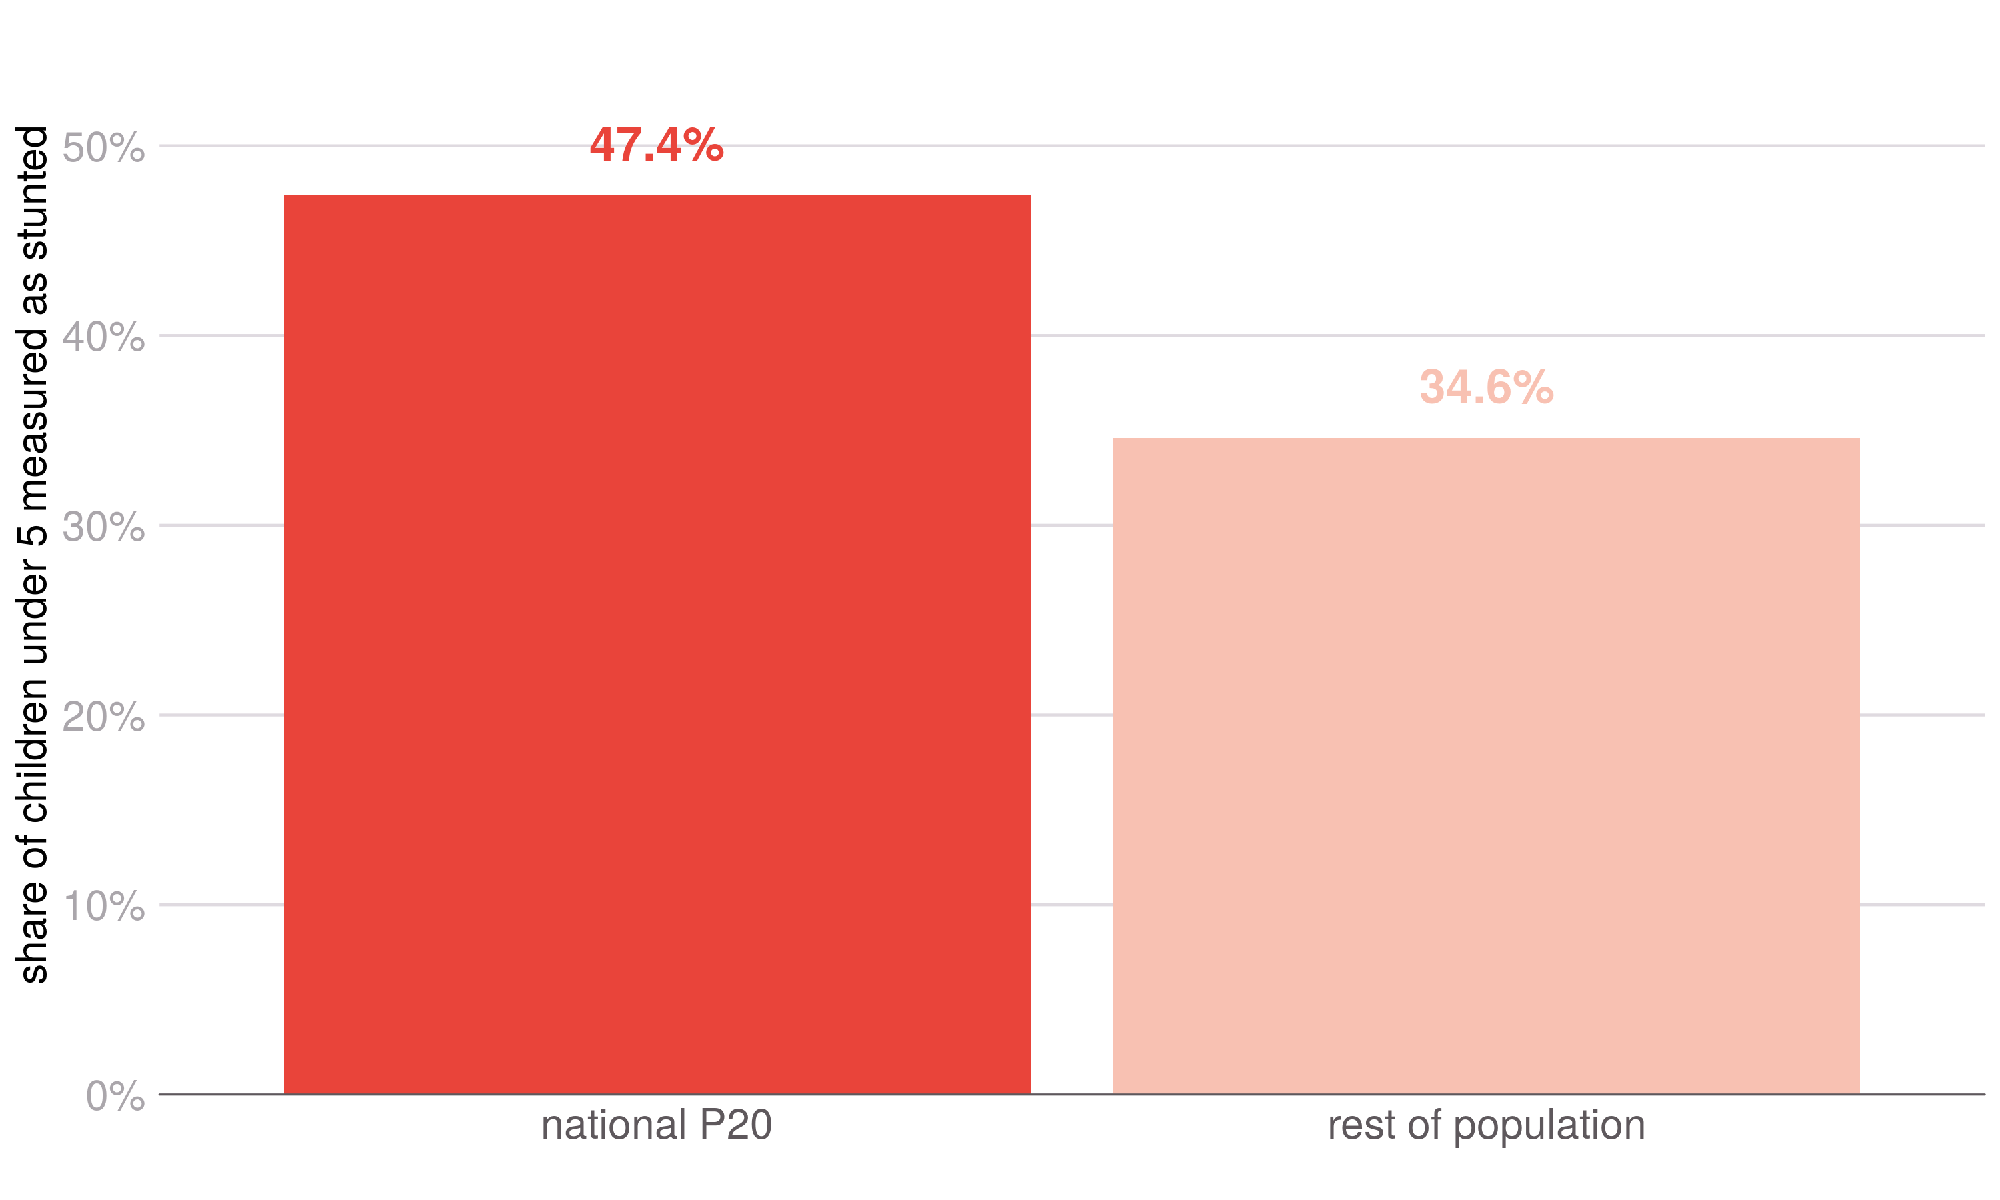 share of children under 5 measured as stunted
50%
40%
30%
20%
10%
0%
47.4%
34.6%
national P20
rest of population